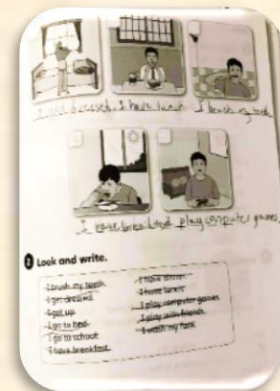 I get dressed. I have lunch. I brush my teeth.
I have breakfast. play computer games.
2 Look and write.
I brush my teeth.
I get dressed.
I get up.
I go to bed.
I go to school.
I have breakfast.
I have dinner.
I have lunch.
I play computer games.
I play with friends.
I wash my face.